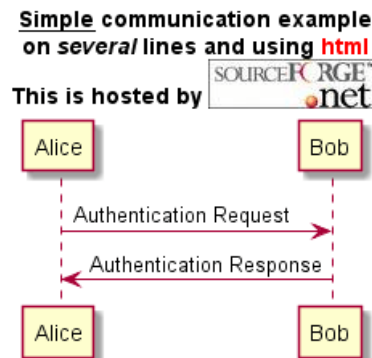 Simple communication example
on several lines and using html
This is hosted by SOURCEFORGE
.net
Alice Bob
Authentication Request
Authentication Response
Alice Bob